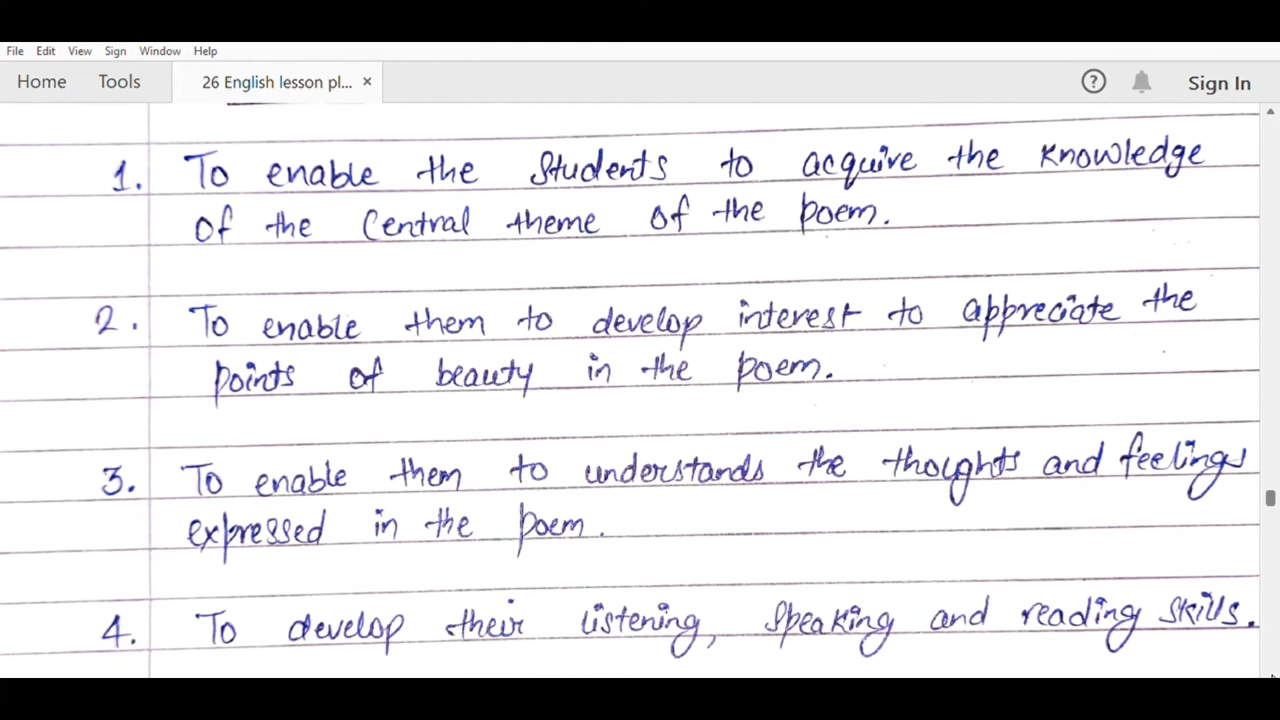 File Edit View Sign Window Help
Home Tools 26 English lesson pl... × ? Sign In
1. To enable the students to acquire the knowledge
of the central theme of the poem.
2. To enable them to develop interest to appreciate the
points of beauty in the poem.
3. To enable them to understands the thoughts and feelings
expressed in the poem.
4. To develop their listening, speaking and reading skills.